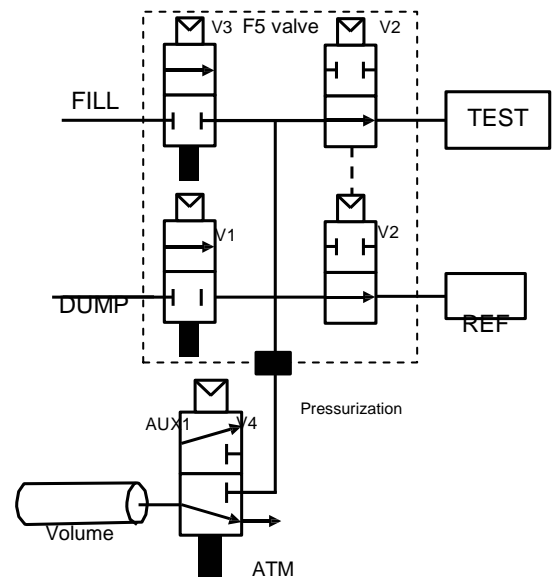 V3 F5 valve V2
FILL
TEST
V1
V2
DUMP
REF
Pressurization
AUX1 V4
Volume
ATM